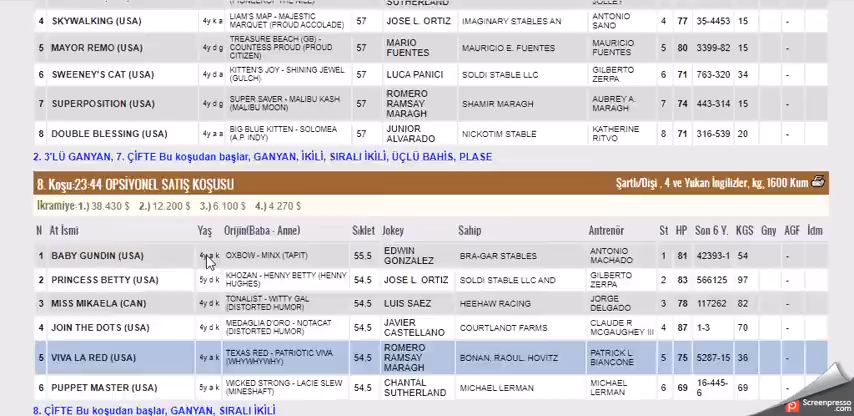 SUTHERLAND
4 SKYWALKING (USA) 4y k a LIAM'S MAP - MAJESTIC MARQUET (PROUD ACCOLADE) 57 JOSE L. ORTIZ IMAGINARY STABLES AN ANTONIO SANO 4 77 35-4453 15 -
5 MAYOR REMO (USA) 4y d g TREASURE BEACH (GB) - COUNTESS PROUD (PROUD CITIZEN) 57 MARIO FUENTES MAURICIO E. FUENTES MAURICIO FUENTES 5 80 3399-82 15 -
6 SWEENEY'S CAT (USA) 4y d a KITTEN'S JOY - SHINING JEWEL (GULCH) 57 LUCA PANICI SOLDI STABLE LLC GILBERTO ZERPA 6 71 763-320 34 -
7 SUPERPOSITION (USA) 4y d g SUPER SAVER - MALIBU KASH (MALIBU MOON) 57 ROMERO RAMSAY MARAGH SHAMIR MARAGH AUBREY A. MARAGH 7 74 443-314 15 -
8 DOUBLE BLESSING (USA) 4y a a BIG BLUE KITTEN - SOLOMEA (A.P. INDY) 57 JUNIOR ALVARADO NICKOTIM STABLE KATHERINE RITVO 8 71 316-539 20 -
2. 3'LÜ GANYAN, 7. ÇİFTE Bu koşudan başlar, GANYAN, İKİLİ, SIRALI İKİLİ, ÜÇLÜ BAHİS, PLASE
8. Koşu:23:44 OPSİYONEL SATIŞ KOŞUSU Şartlı/Dişi , 4 ve Yukarı İngilizler, kg, 1600 Kum
İkramiye:1.) 38.430 $ 2.) 12.200 $ 3.) 6.100 $ 4.) 4.270 $
N At İsmi Yaş Orijin(Baba - Anne) Sıklet Jokey Sahip Antrenör St HP Son 6 Y. KGS Gny AGF İdm
1 BABY GUNDIN (USA) 4y a k OXBOW - MINX (TAPIT) 55,5 EDWIN GONZALEZ BRA-GAR STABLES ANTONIO MACHADO 1 81 42393-1 54 -
2 PRINCESS BETTY (USA) 5y d k KHOZAN - HENNY BETTY (HENNY HUGHES) 54,5 JOSE L. ORTIZ SOLDI STABLE LLC AND GILBERTO ZERPA 2 83 566125 97 -
3 MISS MIKAELA (CAN) 4y d k TONALIST - WITTY GAL (DISTORTED HUMOR) 54,5 LUIS SAEZ HEEHAW RACING JORGE DELGADO 3 78 117262 82 -
4 JOIN THE DOTS (USA) 4y d k MEDAGLIA D'ORO - NOTACAT (DISTORTED HUMOR) 54,5 JAVIER CASTELLANO COURTLANDT FARMS CLAUDE R MCGAUGHEY III 4 87 1-3 70 -
5 VIVA LA RED (USA) 4y a k TEXAS RED - PATRIOTIC VIVA (WHYWHYWHY) 54,5 ROMERO RAMSAY MARAGH BONAN, RAOUL. HOVITZ PATRICK L BIANCONE 5 75 5287-15 36 -
6 PUPPET MASTER (USA) 5y a k WICKED STRONG - LACIE SLEW (MINESHAFT) 54,5 CHANTAL SUTHERLAND MICHAEL LERMAN MICHAEL LERMAN 6 69 16-445-6 69 -
8. ÇİFTE Bu koşudan başlar, GANYAN, SIRALI İKİLİ
Screenpresso.com